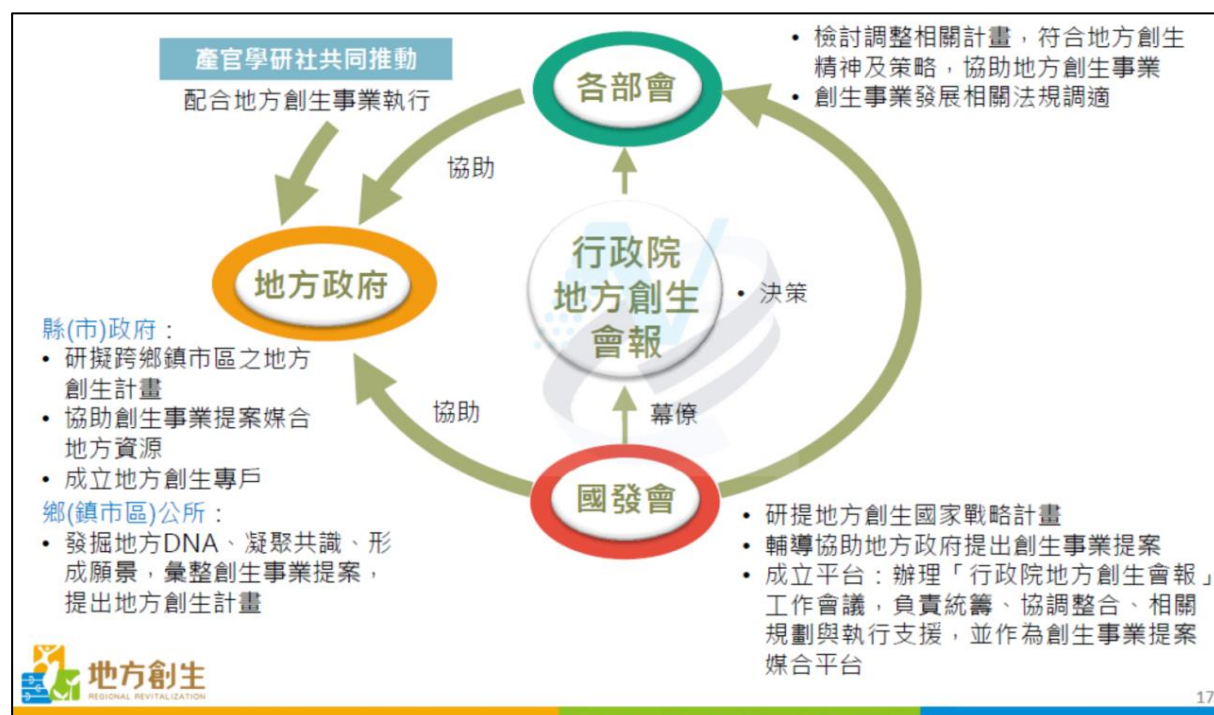 產官學研社共同推動
配合地方創生事業執行
各部會
• 檢討調整相關計畫，符合地方創生
精神及策略，協助地方創生事業
• 創生事業發展相關法規調適
協助
地方政府
行政院
地方創生
會報
• 決策
縣(市)政府：
• 研擬跨鄉鎮市區之地方
創生計畫
• 協助創生事業提案媒合
地方資源
• 成立地方創生專戶
鄉(鎮市區)公所：
• 發掘地方DNA、凝聚共識、形
成願景，彙整創生事業提案，
提出地方創生計畫
協助
幕僚
國發會
• 研提地方創生國家戰略計畫
• 輔導協助地方政府提出創生事業提案
• 成立平台：辦理「行政院地方創生會報」
工作會議，負責統籌、協調整合、相關
規劃與執行支援，並作為創生事業提案
媒合平台
地方創生
REGIONAL REVITALIZATION
17